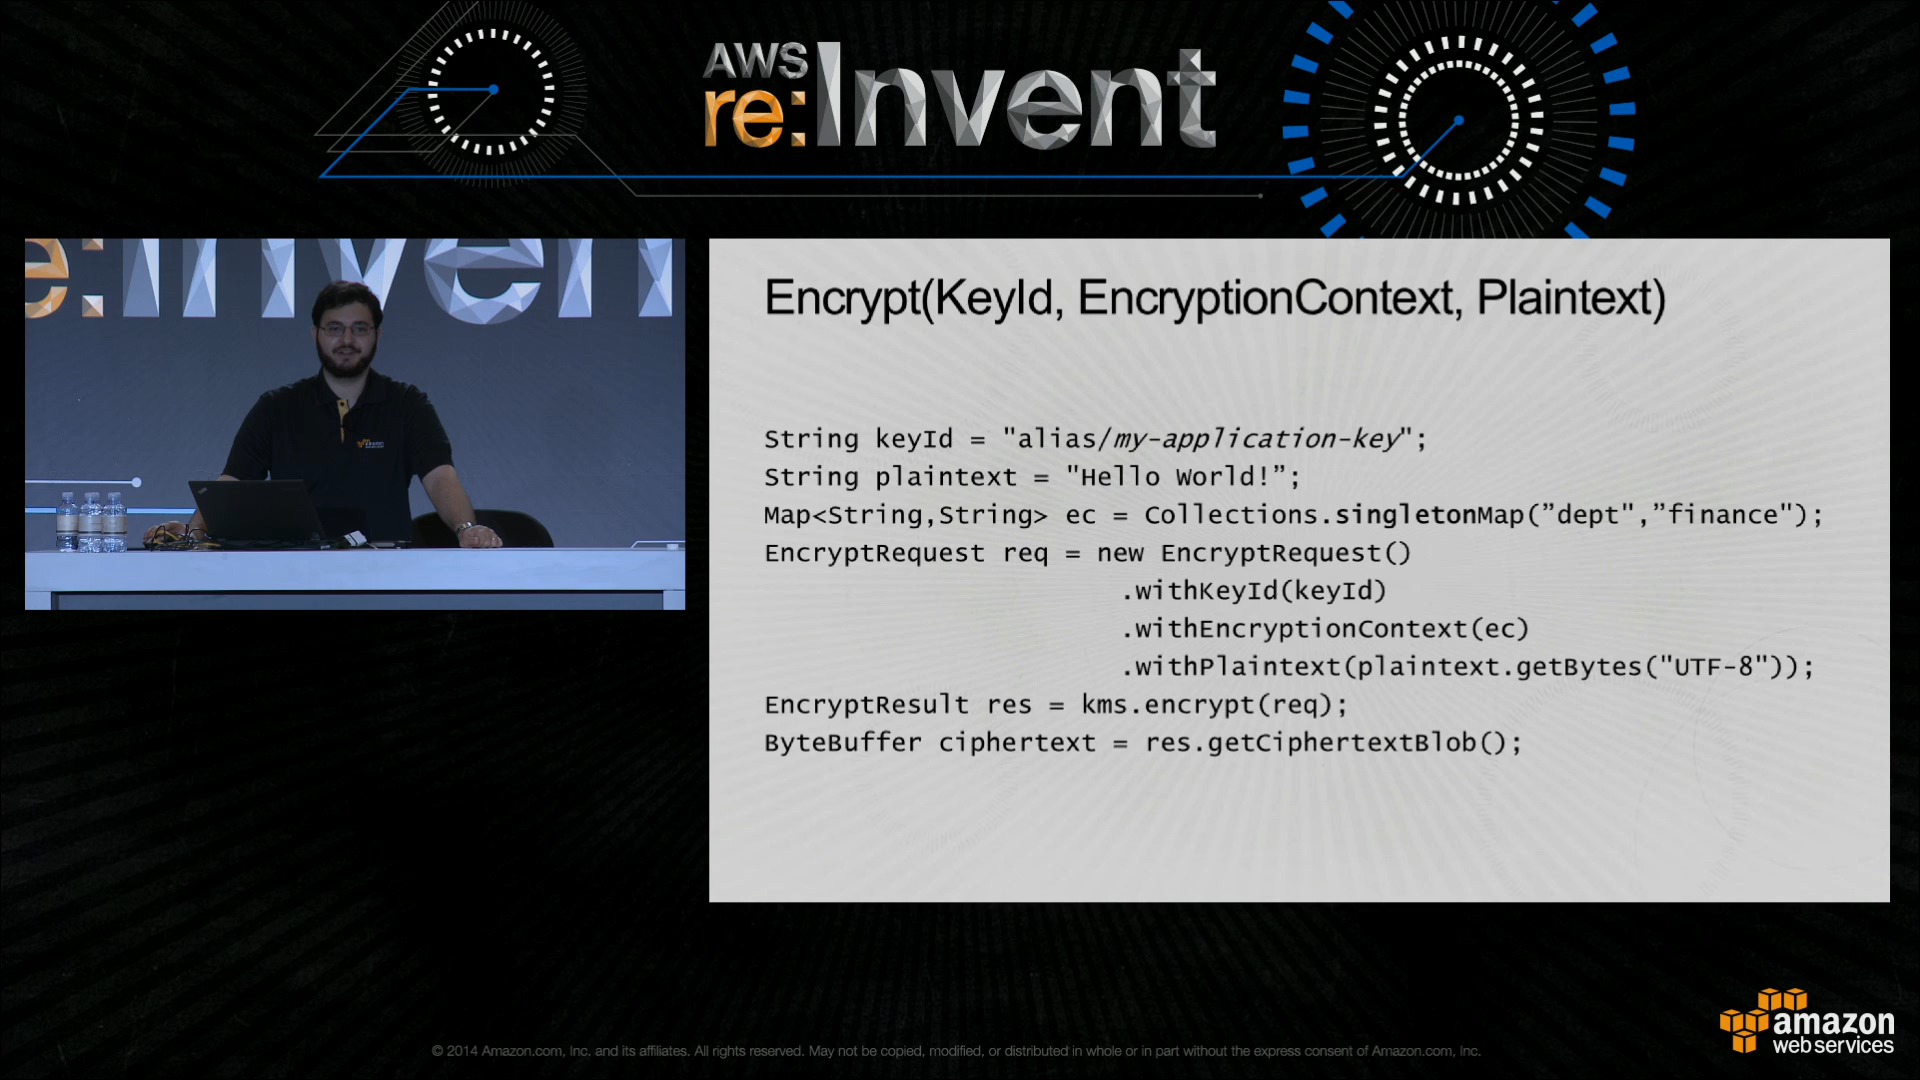 AWS
re:Invent
e:Inven
Encrypt(KeyId, EncryptionContext, Plaintext)
String keyId = "alias/my-application-key";
String plaintext = "Hello World!”;
Map<String,String> ec = Collections.singletonMap(”dept",”finance");
EncryptRequest req = new EncryptRequest()
.withKeyId(keyId)
.withEncryptionContext(ec)
.withPlaintext(plaintext.getBytes("UTF-8"));
EncryptResult res = kms.encrypt(req);
ByteBuffer ciphertext = res.getCiphertextBlob();
© 2014 Amazon.com, Inc. and its affiliates. All rights reserved. May not be copied, modified, or distributed in whole or in part without the express consent of Amazon.com, Inc.
amazon
web services